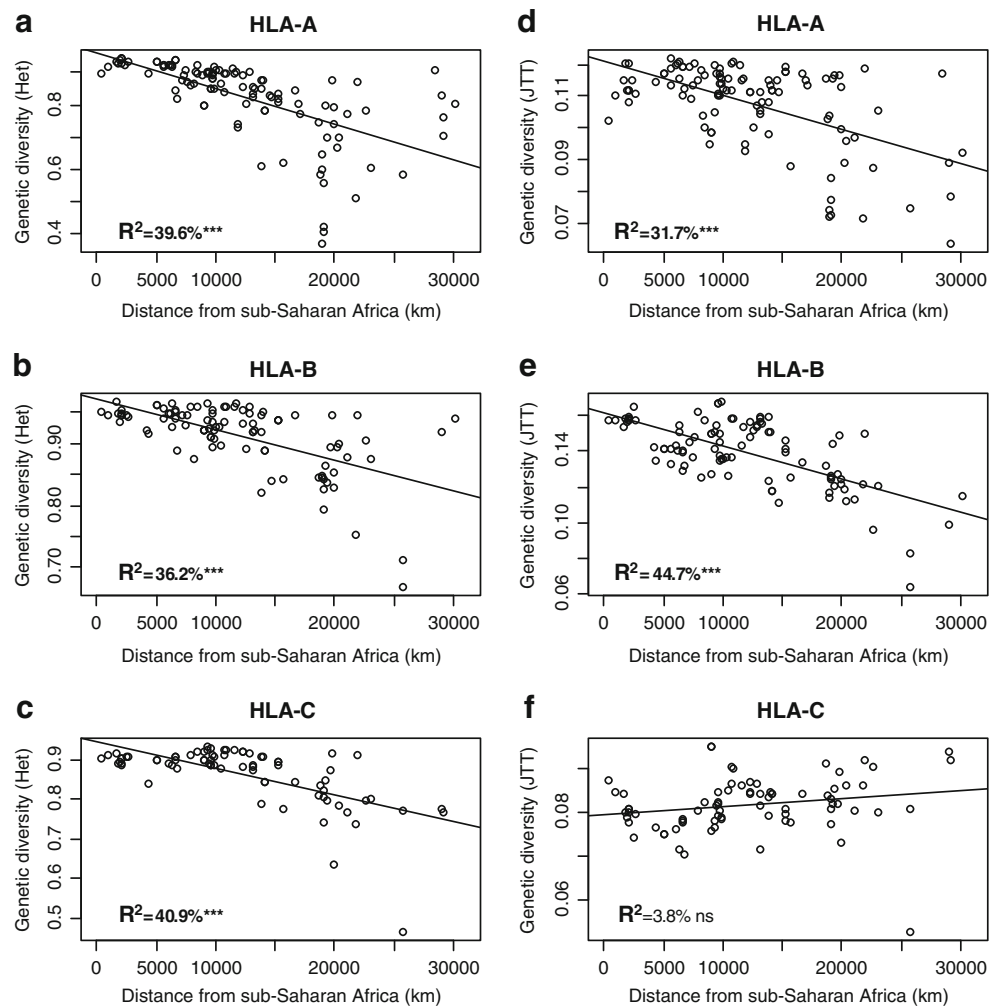 a
HLA-A
Genetic diversity (Het)
0.8
0.6
0.4
R²=39.6%***
0 5000 10000 20000 30000
Distance from sub-Saharan Africa (km)
d
HLA-A
Genetic diversity (JTT)
0.11
0.09
0.07
R²=31.7%***
0 5000 10000 20000 30000
Distance from sub-Saharan Africa (km)
b
HLA-B
Genetic diversity (Het)
0.90
0.80
0.70
R²=36.2%***
0 5000 10000 20000 30000
Distance from sub-Saharan Africa (km)
e
HLA-B
Genetic diversity (JTT)
0.14
0.10
0.06
R²=44.7%***
0 5000 10000 20000 30000
Distance from sub-Saharan Africa (km)
c
HLA-C
Genetic diversity (Het)
0.9
0.8
0.7
0.5
R²=40.9%***
0 5000 10000 20000 30000
Distance from sub-Saharan Africa (km)
f
HLA-C
Genetic diversity (JTT)
0.08
0.06
R²=3.8% ns
0 5000 10000 20000 30000
Distance from sub-Saharan Africa (km)